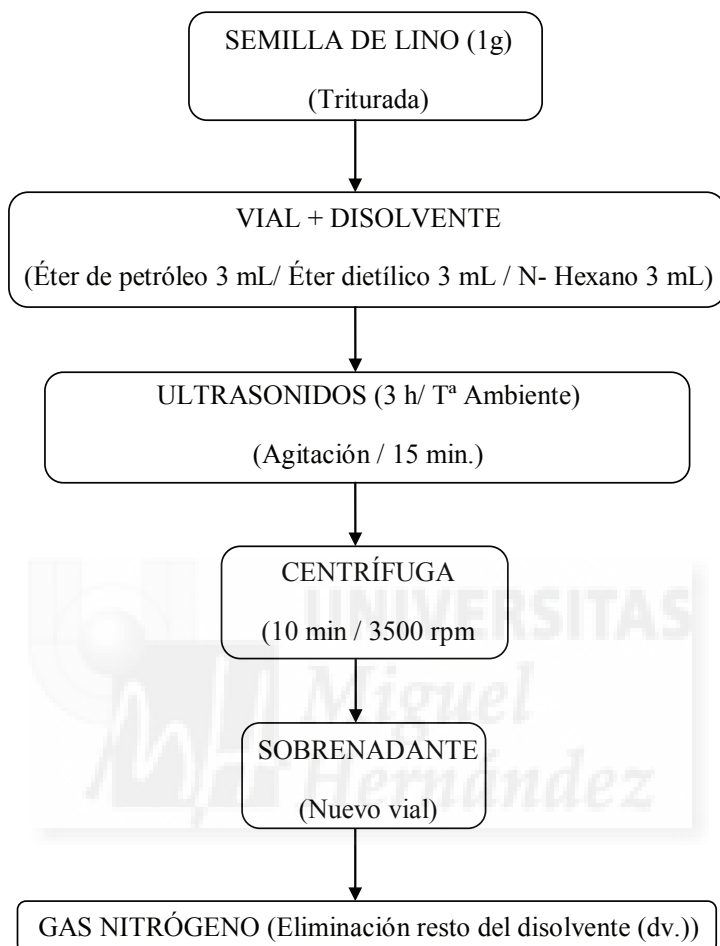 SEMILLA DE LINO (1g)
(Triturada)
VIAL + DISOLVENTE
(Éter de petróleo 3 mL/ Éter dietílico 3 mL / N- Hexano 3 mL)
ULTRASONIDOS (3 h/ Tª Ambiente)
(Agitación / 15 min.)
CENTRÍFUGA
(10 min / 3500 rpm
UNIVERSITAS
Miguel
SOBRENADANTE
Hernández
(Nuevo vial)
GAS NITRÓGENO (Eliminación resto del disolvente (dv.))